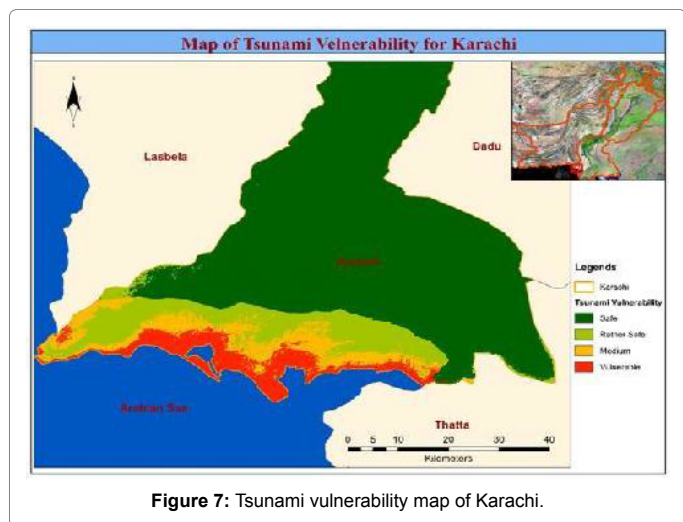 Map of Tsunami Velnerability for Karachi
Lasbela
Dadu
Legends
Karachi
Tsunami Vulnerability
Safe
Rather Safe
Medium
Vulnerable
Arabian Sea
Thatta
0 5 10 20 30 40
Kilometers
Figure 7: Tsunami vulnerability map of Karachi.